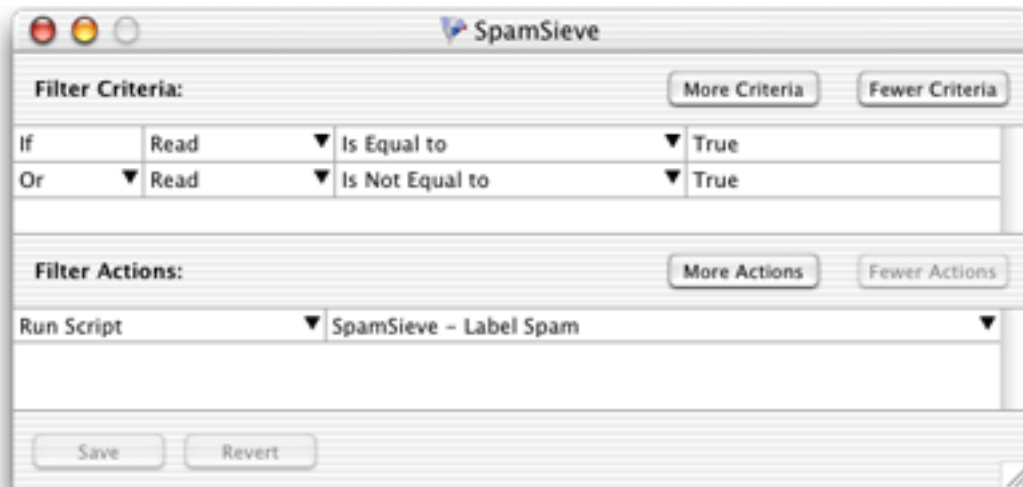 SpamSieve
Filter Criteria: More Criteria Fewer Criteria
If Read Is Equal to True
Or Read Is Not Equal to True
Filter Actions: More Actions Fewer Actions
Run Script SpamSieve – Label Spam
Save Revert